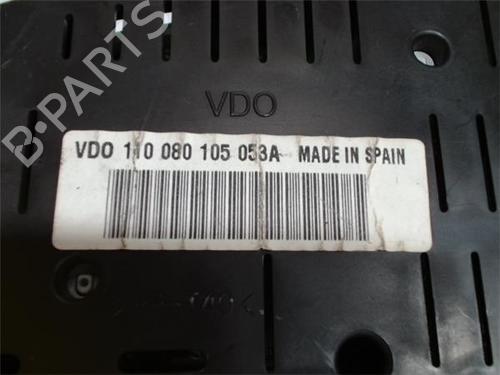 B-PARTS
VDO
VDO 110 080 105 053A MADE IN SPAIN